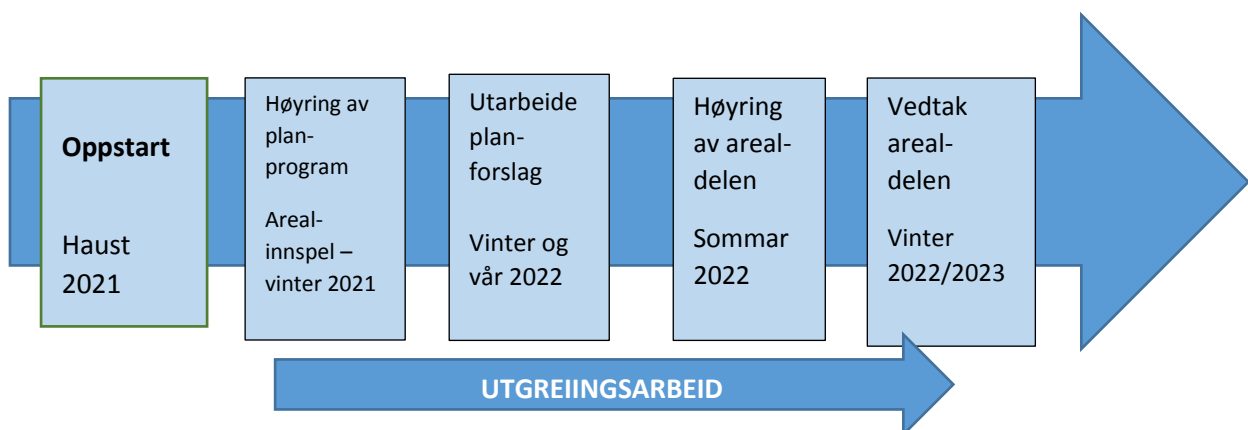 Oppstart
Haust
2021
Høyring av
plan-
program
Areal-
innspel –
vinter 2021
Utarbeide
plan-
forslag
Vinter og
vår 2022
Høyring
av areal-
delen
Sommar
2022
Vedtak
areal-
delen
Vinter
2022/2023
UTGREIINGSARBEID